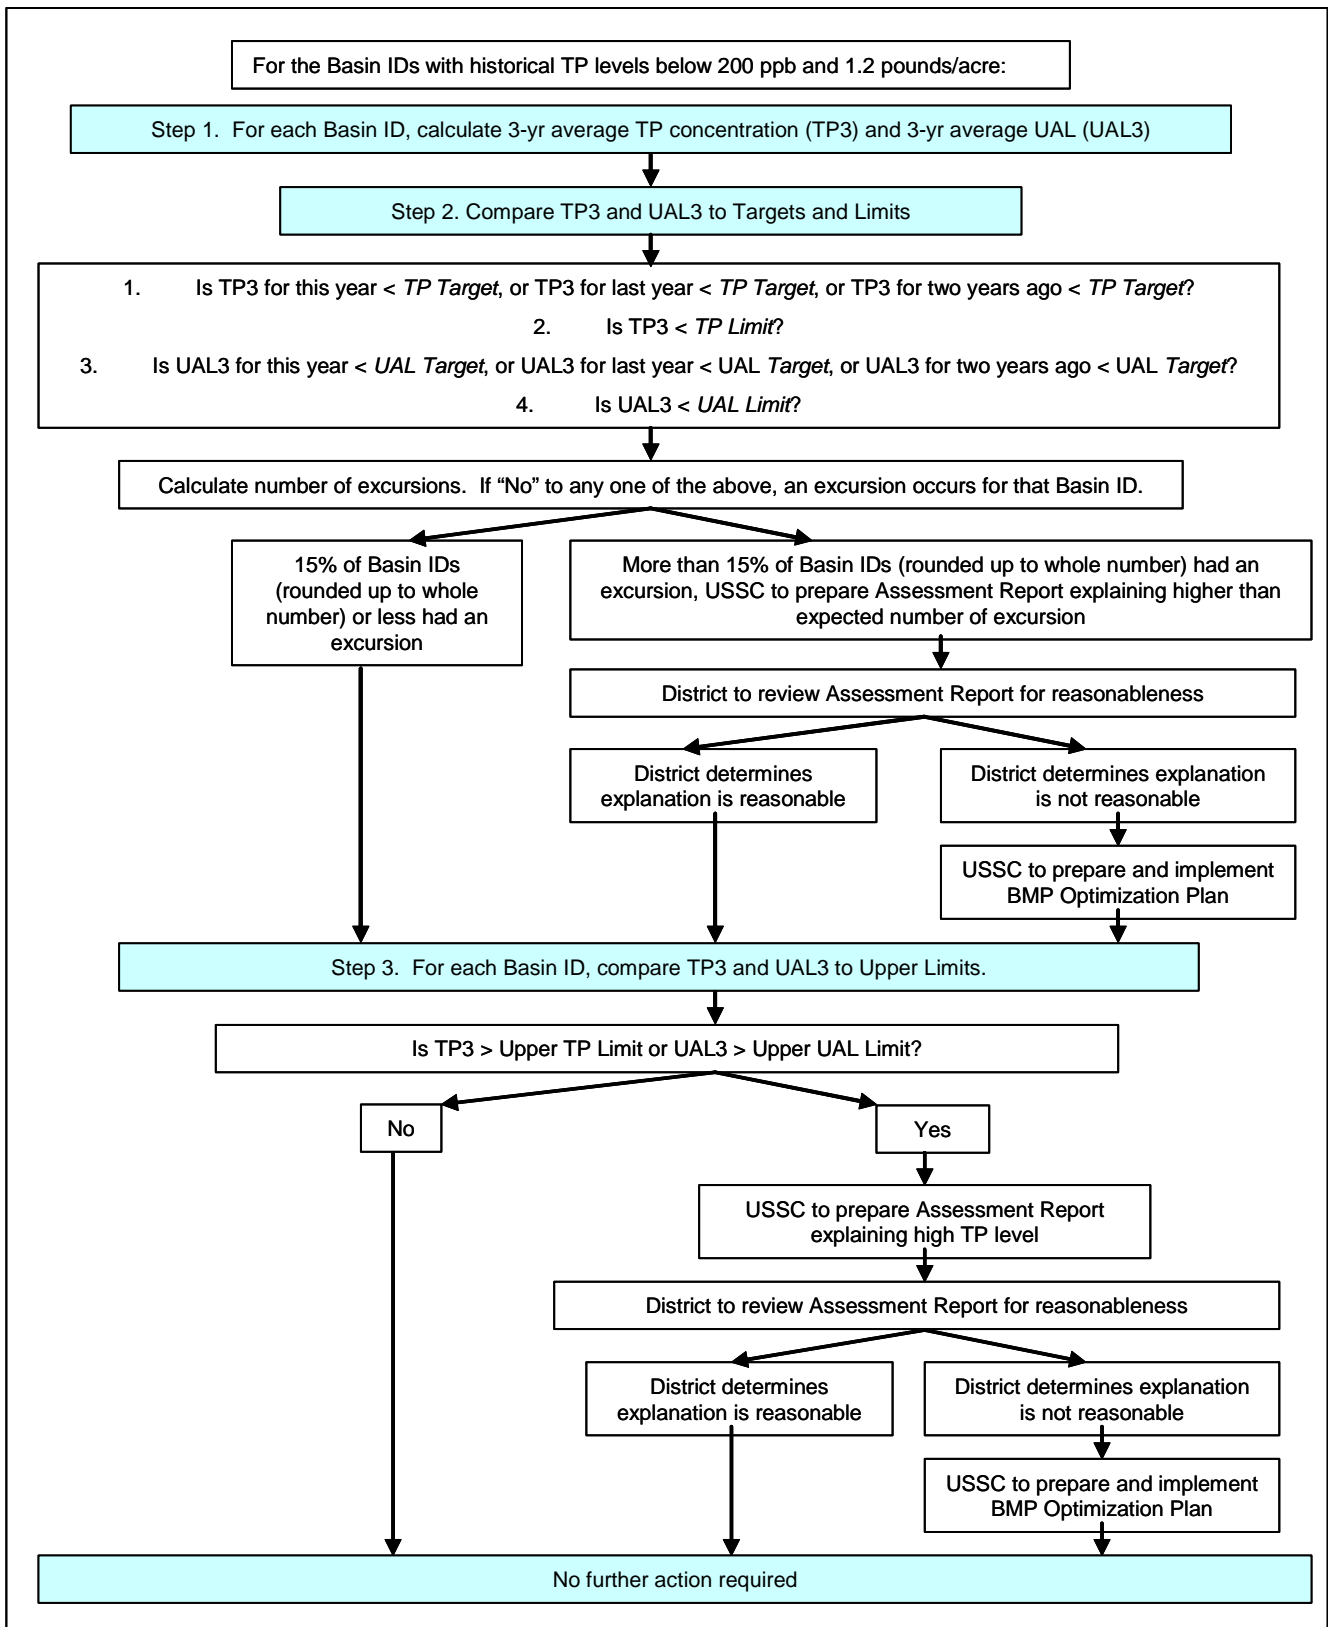 For the Basin IDs with historical TP levels below 200 ppb and 1.2 pounds/acre:
Step 1. For each Basin ID, calculate 3-yr average TP concentration (TP3) and 3-yr average UAL (UAL3)
Step 2. Compare TP3 and UAL3 to Targets and Limits
1. Is TP3 for this year < TP Target, or TP3 for last year < TP Target, or TP3 for two years ago < TP Target?
2. Is TP3 < TP Limit?
3. Is UAL3 for this year < UAL Target, or UAL3 for last year < UAL Target, or UAL3 for two years ago < UAL Target?
4. Is UAL3 < UAL Limit?
Calculate number of excursions. If “No” to any one of the above, an excursion occurs for that Basin ID.
15% of Basin IDs
(rounded up to whole
number) or less had an
excursion
More than 15% of Basin IDs (rounded up to whole number) had an
excursion, USSC to prepare Assessment Report explaining higher than
expected number of excursion
District to review Assessment Report for reasonableness
District determines
explanation is reasonable
District determines explanation
is not reasonable
USSC to prepare and implement
BMP Optimization Plan
Step 3. For each Basin ID, compare TP3 and UAL3 to Upper Limits.
Is TP3 > Upper TP Limit or UAL3 > Upper UAL Limit?
No
Yes
USSC to prepare Assessment Report
explaining high TP level
District to review Assessment Report for reasonableness
District determines
explanation is reasonable
District determines explanation
is not reasonable
USSC to prepare and implement
BMP Optimization Plan
No further action required